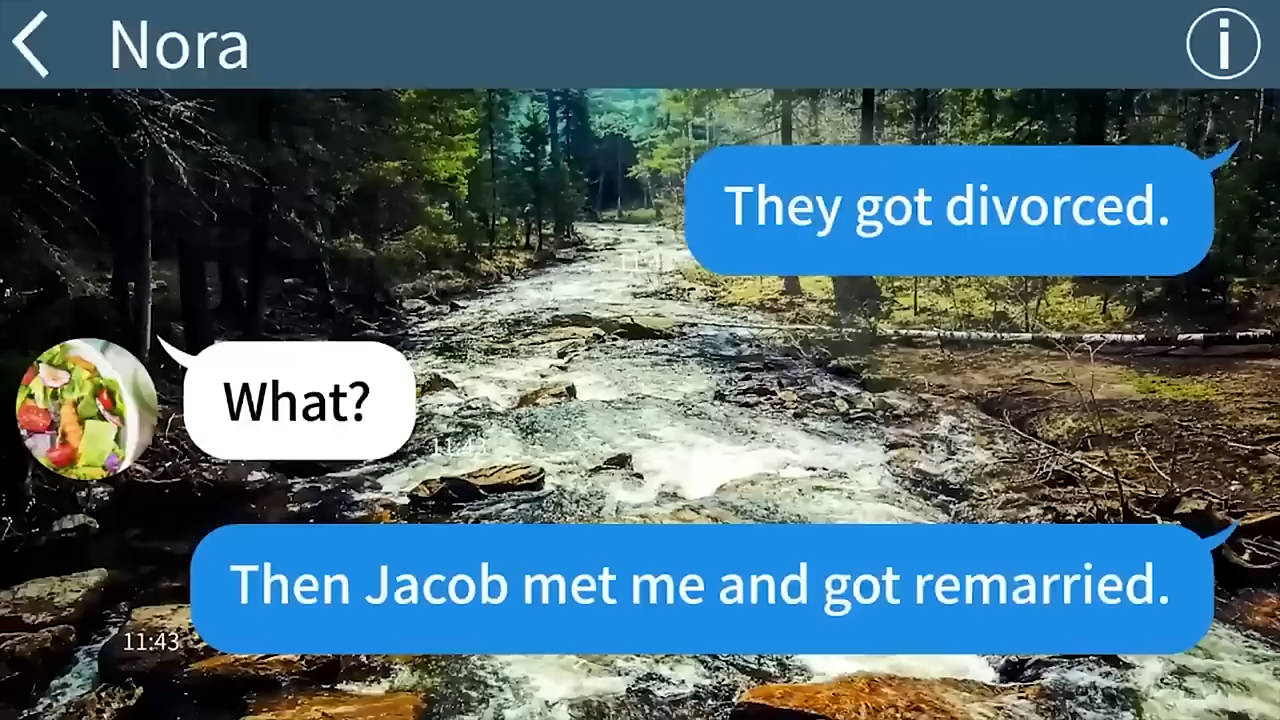 Nora
They got divorced.
What?
Then Jacob met me and got remarried.
11:43